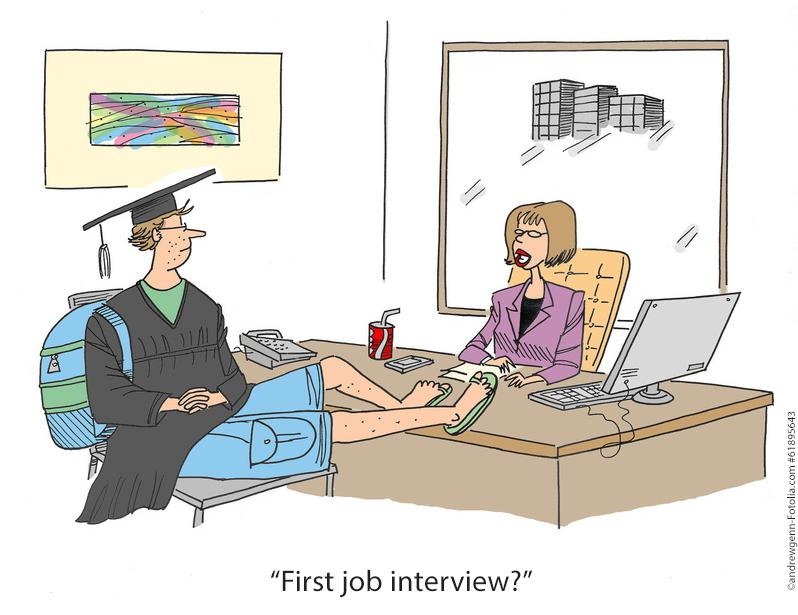 “First job interview?”
©andrewgenn-Fotolia.com #61895643